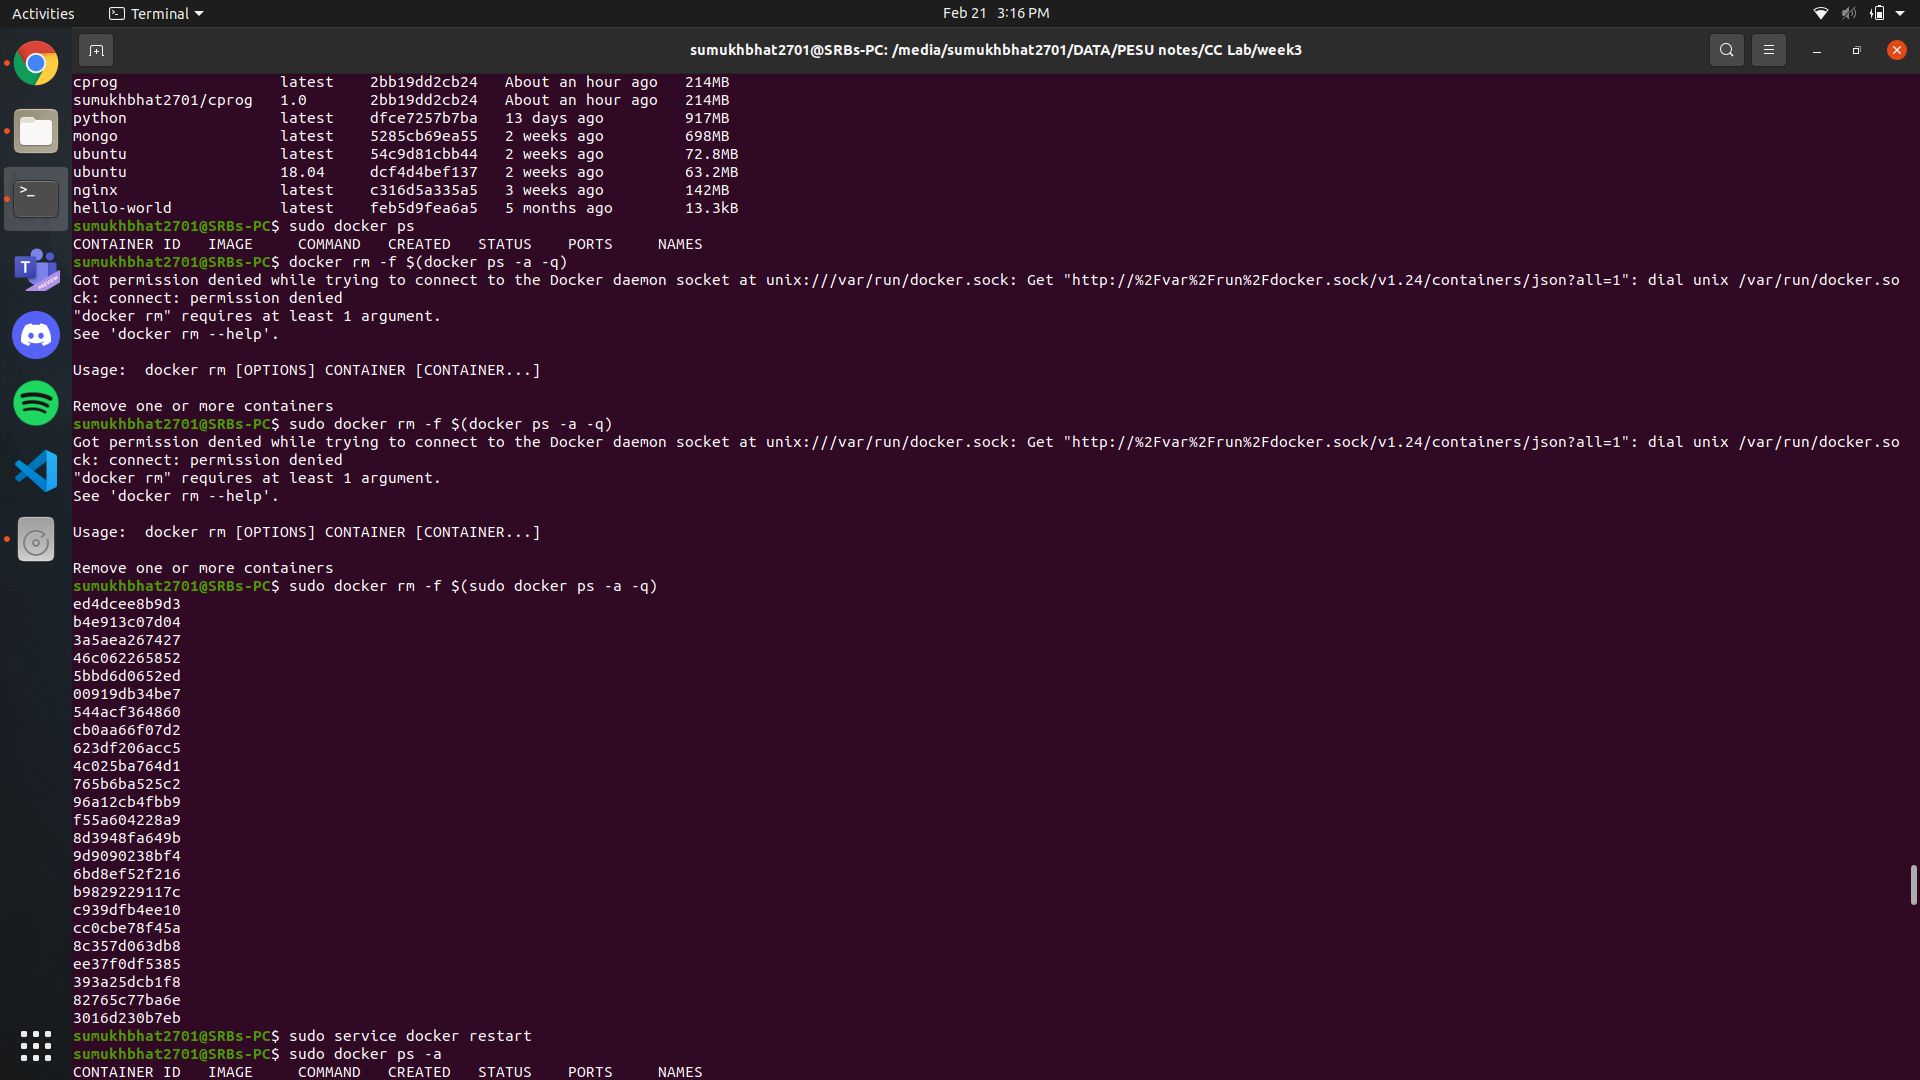 Activities Terminal Feb 21 3:16 PM
sumukhbhat2701@SRBs-PC: /media/sumukhbhat2701/DATA/PESU notes/CC Lab/week3
cprog latest 2bb19dd2cb24 About an hour ago 214MB
sumukhbhat2701/cprog 1.0 2bb19dd2cb24 About an hour ago 214MB
python latest dfce7257b7ba 13 days ago 917MB
mongo latest 5285cb69ea55 2 weeks ago 698MB
ubuntu latest 54c9d81cbb44 2 weeks ago 72.8MB
ubuntu 18.04 dcf4d4bef137 2 weeks ago 63.2MB
nginx latest c316d5a335a5 3 weeks ago 142MB
hello-world latest feb5d9fea6a5 5 months ago 13.3kB
sumukhbhat2701@SRBs-PC$ sudo docker ps
CONTAINER ID IMAGE COMMAND CREATED STATUS PORTS NAMES
sumukhbhat2701@SRBs-PC$ docker rm -f $(docker ps -a -q)
Got permission denied while trying to connect to the Docker daemon socket at unix:///var/run/docker.sock: Get "http://%2Fvar%2Frun%2Fdocker.sock/v1.24/containers/json?all=1": dial unix /var/run/docker.so
ck: connect: permission denied
"docker rm" requires at least 1 argument.
See 'docker rm --help'.
Usage:  docker rm [OPTIONS] CONTAINER [CONTAINER...]
Remove one or more containers
sumukhbhat2701@SRBs-PC$ sudo docker rm -f $(docker ps -a -q)
Got permission denied while trying to connect to the Docker daemon socket at unix:///var/run/docker.sock: Get "http://%2Fvar%2Frun%2Fdocker.sock/v1.24/containers/json?all=1": dial unix /var/run/docker.so
ck: connect: permission denied
"docker rm" requires at least 1 argument.
See 'docker rm --help'.
Usage:  docker rm [OPTIONS] CONTAINER [CONTAINER...]
Remove one or more containers
sumukhbhat2701@SRBs-PC$ sudo docker rm -f $(sudo docker ps -a -q)
ed4dcee8b9d3
b4e913c07d04
3a5aea267427
46c062265852
5bbd6d0652ed
00919db34be7
544acf364860
cb0aa66f07d2
623df206acc5
4c025ba764d1
765b6ba525c2
96a12cb4fbb9
f55a604228a9
8d3948fa649b
9d9090238bf4
6bd8ef52f216
b9829229117c
c939dfb4ee10
cc0cbe78f45a
8c357d063db8
ee37f0df5385
393a25dcb1f8
82765c77ba6e
3016d230b7eb
sumukhbhat2701@SRBs-PC$ sudo service docker restart
sumukhbhat2701@SRBs-PC$ sudo docker ps -a
CONTAINER ID IMAGE COMMAND CREATED STATUS PORTS NAMES